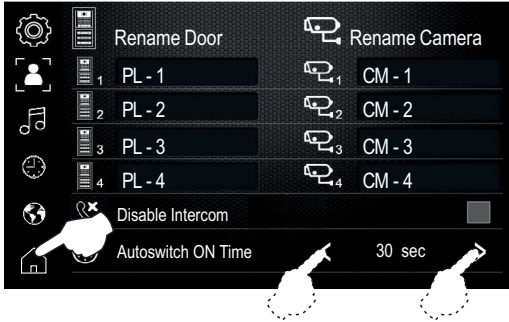 Rename Door Rename Camera
1 PL - 1 1 CM - 1
2 PL - 2 2 CM - 2
3 PL - 3 3 CM - 3
4 PL - 4 4 CM - 4
Disable Intercom
Autoswitch ON Time < 30 sec >